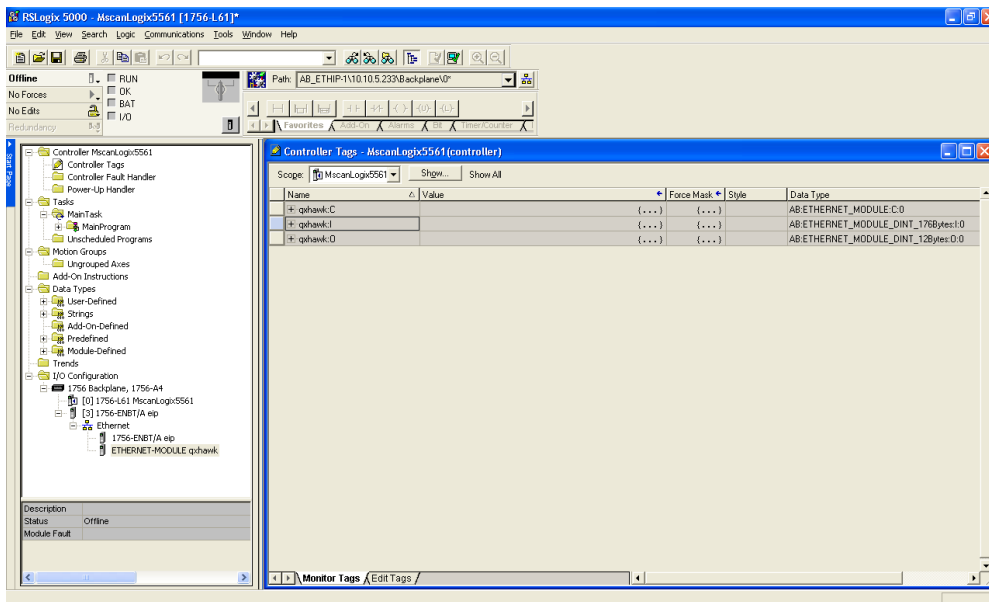 RSLogix 5000 - MscanLogix5561 [1756-L61]*
File Edit View Search Logic Communications Tools Window Help
Offline
RUN
No Forces
OK
No Edits
BAT
Redundancy
I/O
Path: AB_ETHIP-1\10.10.5.233\Backplane\0*
Favorites Add-On Alarms Bit Timer/Counter
Start Page
Controller MscanLogix5561
Controller Tags
Controller Fault Handler
Power-Up Handler
Tasks
MainTask
MainProgram
Unscheduled Programs
Motion Groups
Ungrouped Axes
Add-On Instructions
Data Types
User-Defined
Strings
Add-On-Defined
Predefined
Module-Defined
Trends
I/O Configuration
1756 Backplane, 1756-A4
[0] 1756-L61 MscanLogix5561
[3] 1756-ENBT/A eip
Ethernet
1756-ENBT/A eip
ETHERNET-MODULE qxhawk
Description
Status Offline
Module Fault
Controller Tags - MscanLogix5561(controller)
Scope: MscanLogix5561 Show... Show All
Name Value Force Mask Style Data Type
qxhawk:C {...} {...} AB:ETHERNET_MODULE:C:0
qxhawk:I {...} {...} AB:ETHERNET_MODULE_DINT_176Bytes:I:0
qxhawk:O {...} {...} AB:ETHERNET_MODULE_DINT_12Bytes:O:0
Monitor Tags Edit Tags